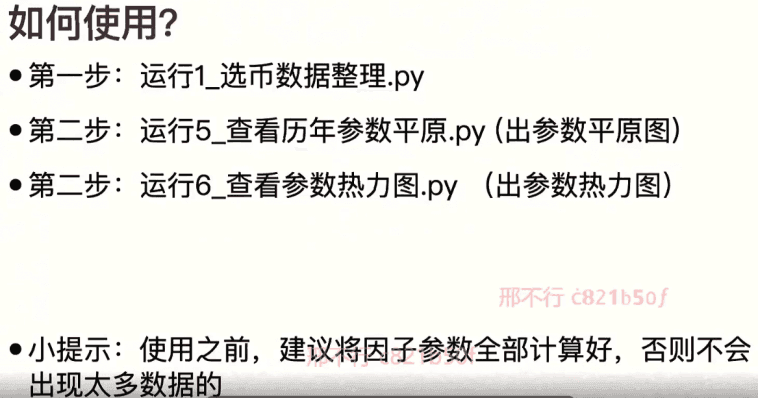 如何使用?
•第一步：运行1_选币数据整理.py
•第二步：运行5_查看历年参数平原.py (出参数平原图)
•第二步：运行6_查看参数热力图.py （出参数热力图）
邢不行 c821b50f
•小提示：使用之前，建议将因子参数全部计算好，否则不会
出现太多数据的
邢不行 c821b50f